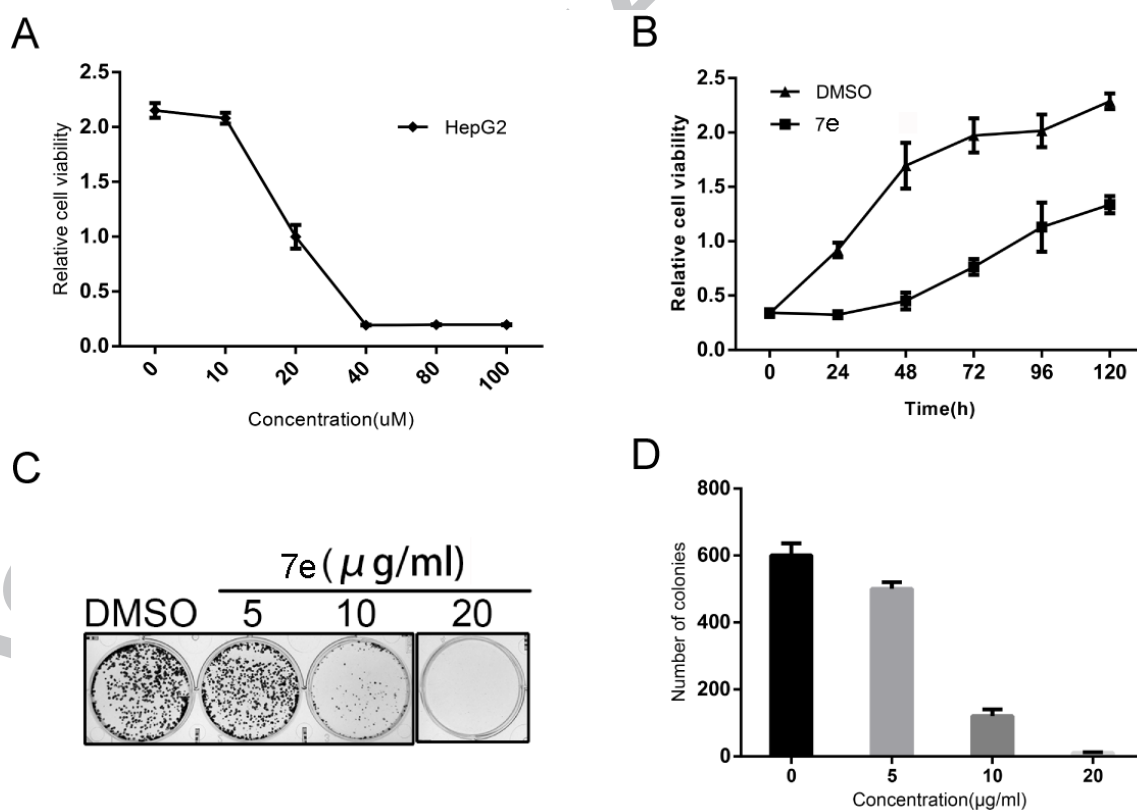 A
Relative cell viability
2.5
2.0
1.5
1.0
0.5
0.0
HepG2
0 10 20 40 80 100
Concentration(uM)
B
Relative cell viability
2.5
2.0
1.5
1.0
0.5
0.0
DMSO
7e
0 24 48 72 96 120
Time(h)
C
7e (μg/ml)
DMSO 5 10 20
D
Number of colonies
800
600
400
200
0
0 5 10 20
Concentration(μg/ml)